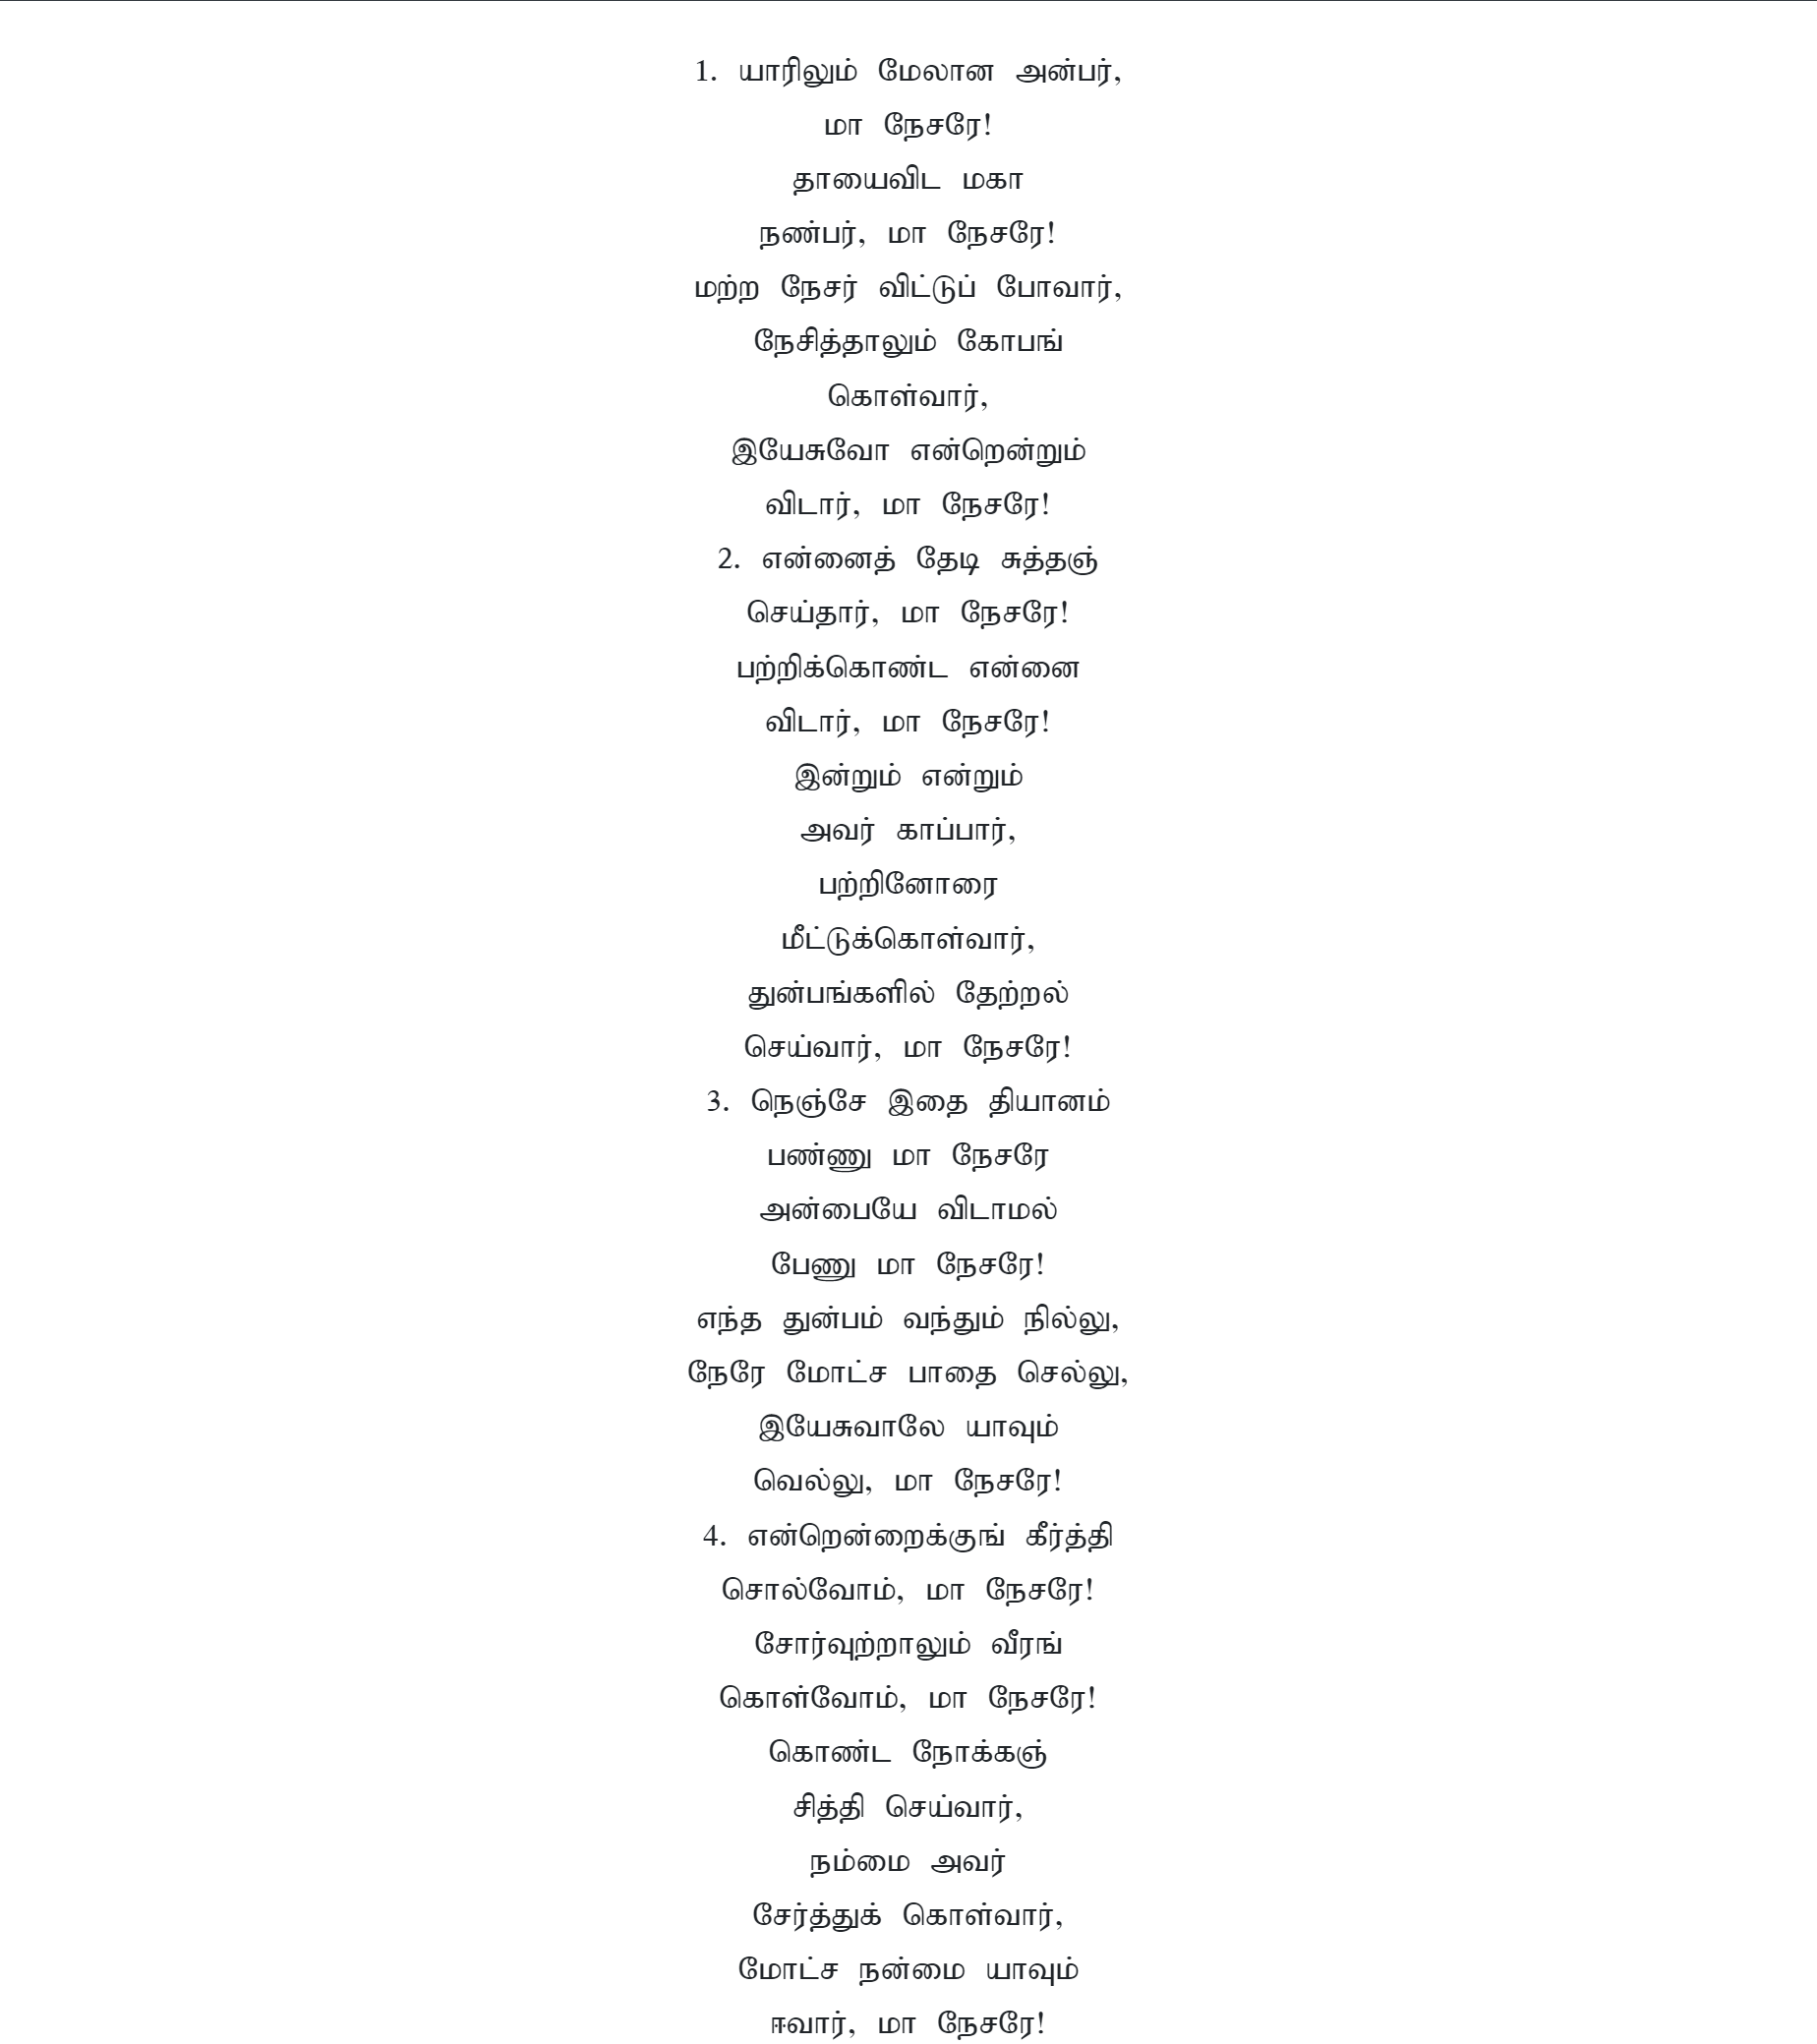 1. யாரிலும் மேலான அன்பர்,
மா நேசரே!
தாயைவிட மகா
நண்பர், மா நேசரே!
மற்ற நேசர் விட்டுப் போவார்,
நேசித்தாலும் கோபங்
கொள்வார்,
இயேசுவோ என்றென்றும்
விடார், மா நேசரே!
2. என்னைத் தேடி சுத்தஞ்
செய்தார், மா நேசரே!
பற்றிக்கொண்ட என்னை
விடார், மா நேசரே!
இன்றும் என்றும்
அவர் காப்பார்,
பற்றினோரை
மீட்டுக்கொள்வார்,
துன்பங்களில் தேற்றல்
செய்வார், மா நேசரே!
3. நெஞ்சே இதை தியானம்
பண்ணு மா நேசரே
அன்பையே விடாமல்
பேணு மா நேசரே!
எந்த துன்பம் வந்தும் நில்லு,
நேரே மோட்ச பாதை செல்லு,
இயேசுவாலே யாவும்
வெல்லு, மா நேசரே!
4. என்றென்றைக்குங் கீர்த்தி
சொல்வோம், மா நேசரே!
சோர்வுற்றாலும் வீரங்
கொள்வோம், மா நேசரே!
கொண்ட நோக்கஞ்
சித்தி செய்வார்,
நம்மை அவர்
சேர்த்துக் கொள்வார்,
மோட்ச நன்மை யாவும்
ஈவார், மா நேசரே!